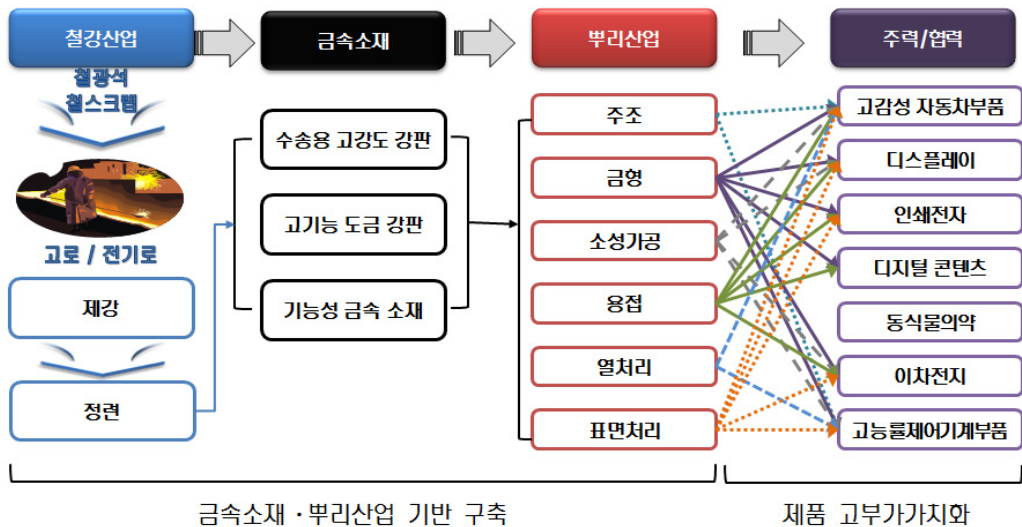 철강산업
금속소재
뿌리산업
주력/협력
철광석
철스크랩
고로 / 전기로
제강
정련
수송용 고강도 강판
고기능 도금 강판
기능성 금속 소재
주조
금형
소성가공
용접
열처리
표면처리
고감성 자동차부품
디스플레이
인쇄전자
디지털 콘텐츠
동식물의약
이차전지
고능률제어기계부품
금속소재·뿌리산업 기반 구축
제품 고부가가치화